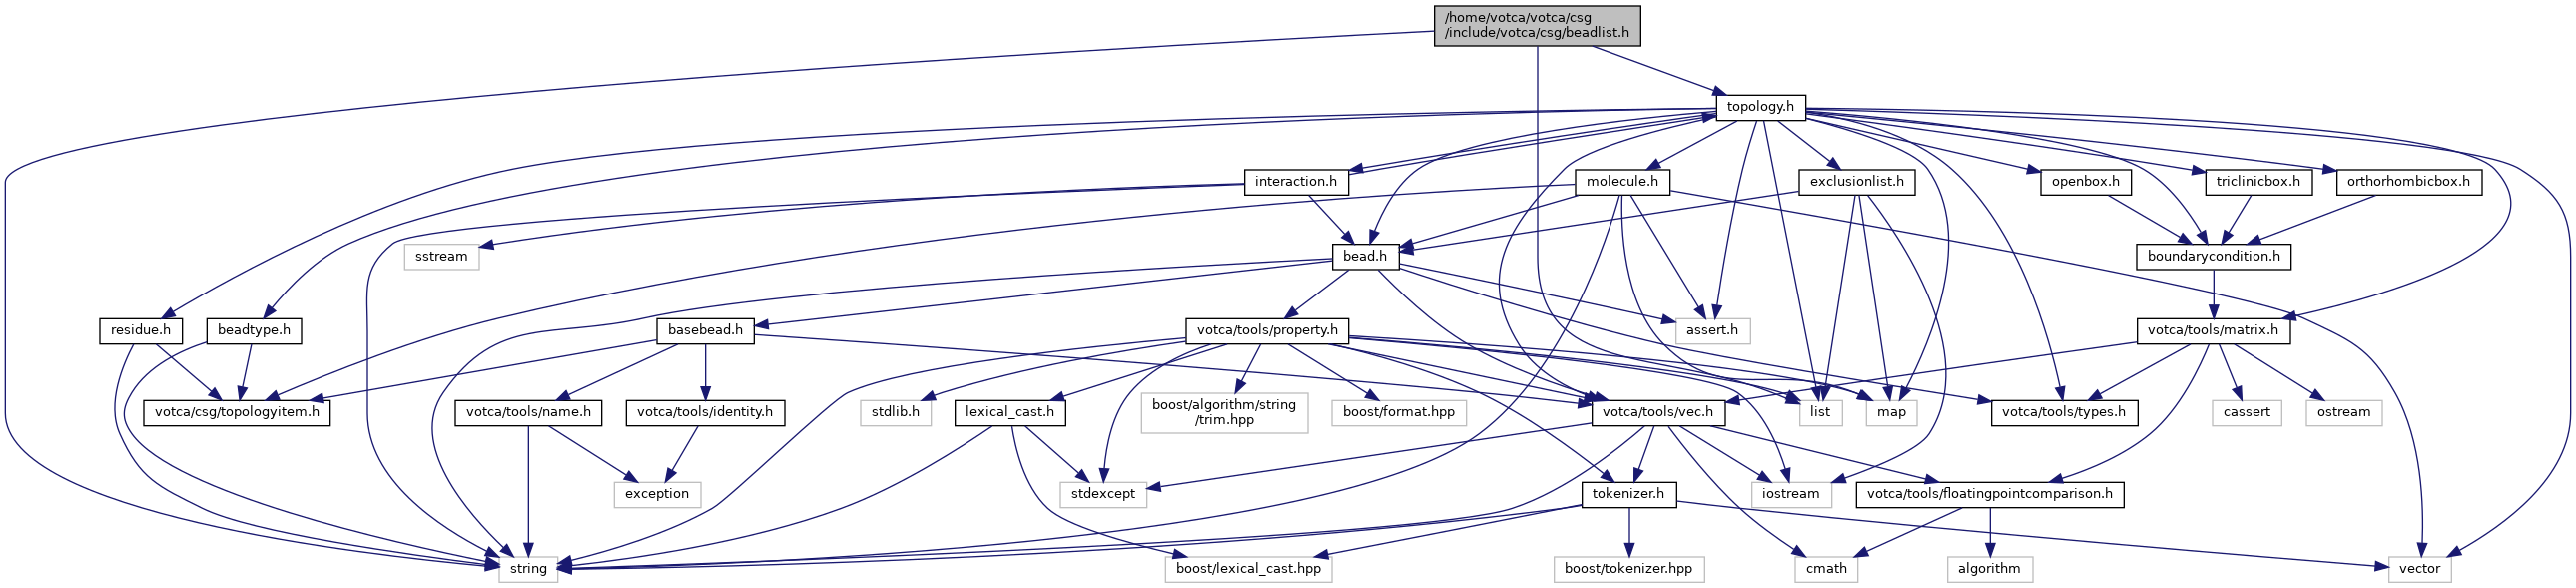 /home/votca/votca/csg
/include/votca/csg/beadlist.h
topology.h
interaction.h
molecule.h
exclusionlist.h
openbox.h
triclinicbox.h
orthorhombicbox.h
sstream
bead.h
boundarycondition.h
residue.h
beadtype.h
basebead.h
votca/tools/property.h
assert.h
votca/tools/matrix.h
votca/csg/topologyitem.h
votca/tools/name.h
votca/tools/identity.h
stdlib.h
lexical_cast.h
boost/algorithm/string
/trim.hpp
boost/format.hpp
votca/tools/vec.h
list
map
votca/tools/types.h
cassert
ostream
exception
stdexcept
tokenizer.h
iostream
votca/tools/floatingpointcomparison.h
string
boost/lexical_cast.hpp
boost/tokenizer.hpp
cmath
algorithm
vector